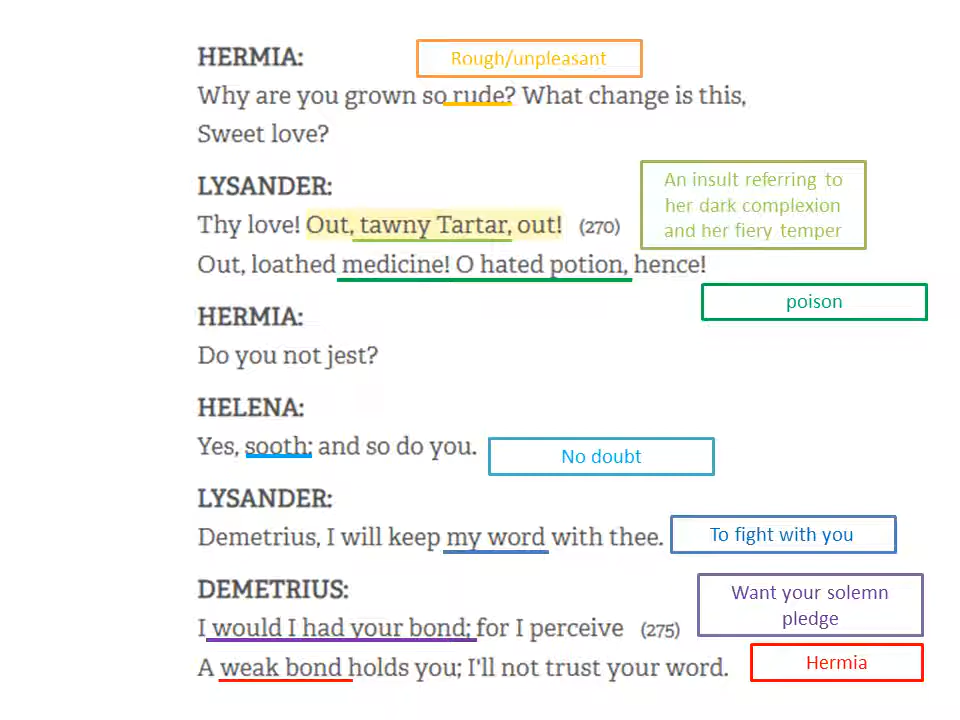 HERMIA:
Rough/unpleasant
Why are you grown so rude? What change is this,
Sweet love?
LYSANDER:
An insult referring to
her dark complexion
and her fiery temper
Thy love! Out, tawny Tartar, out! (270)
Out, loathed medicine! O hated potion, hence!
poison
HERMIA:
Do you not jest?
HELENA:
Yes, sooth; and so do you.
No doubt
LYSANDER:
Demetrius, I will keep my word with thee.
To fight with you
DEMETRIUS:
Want your solemn
pledge
I would I had your bond; for I perceive (275)
A weak bond holds you; I'll not trust your word.
Hermia